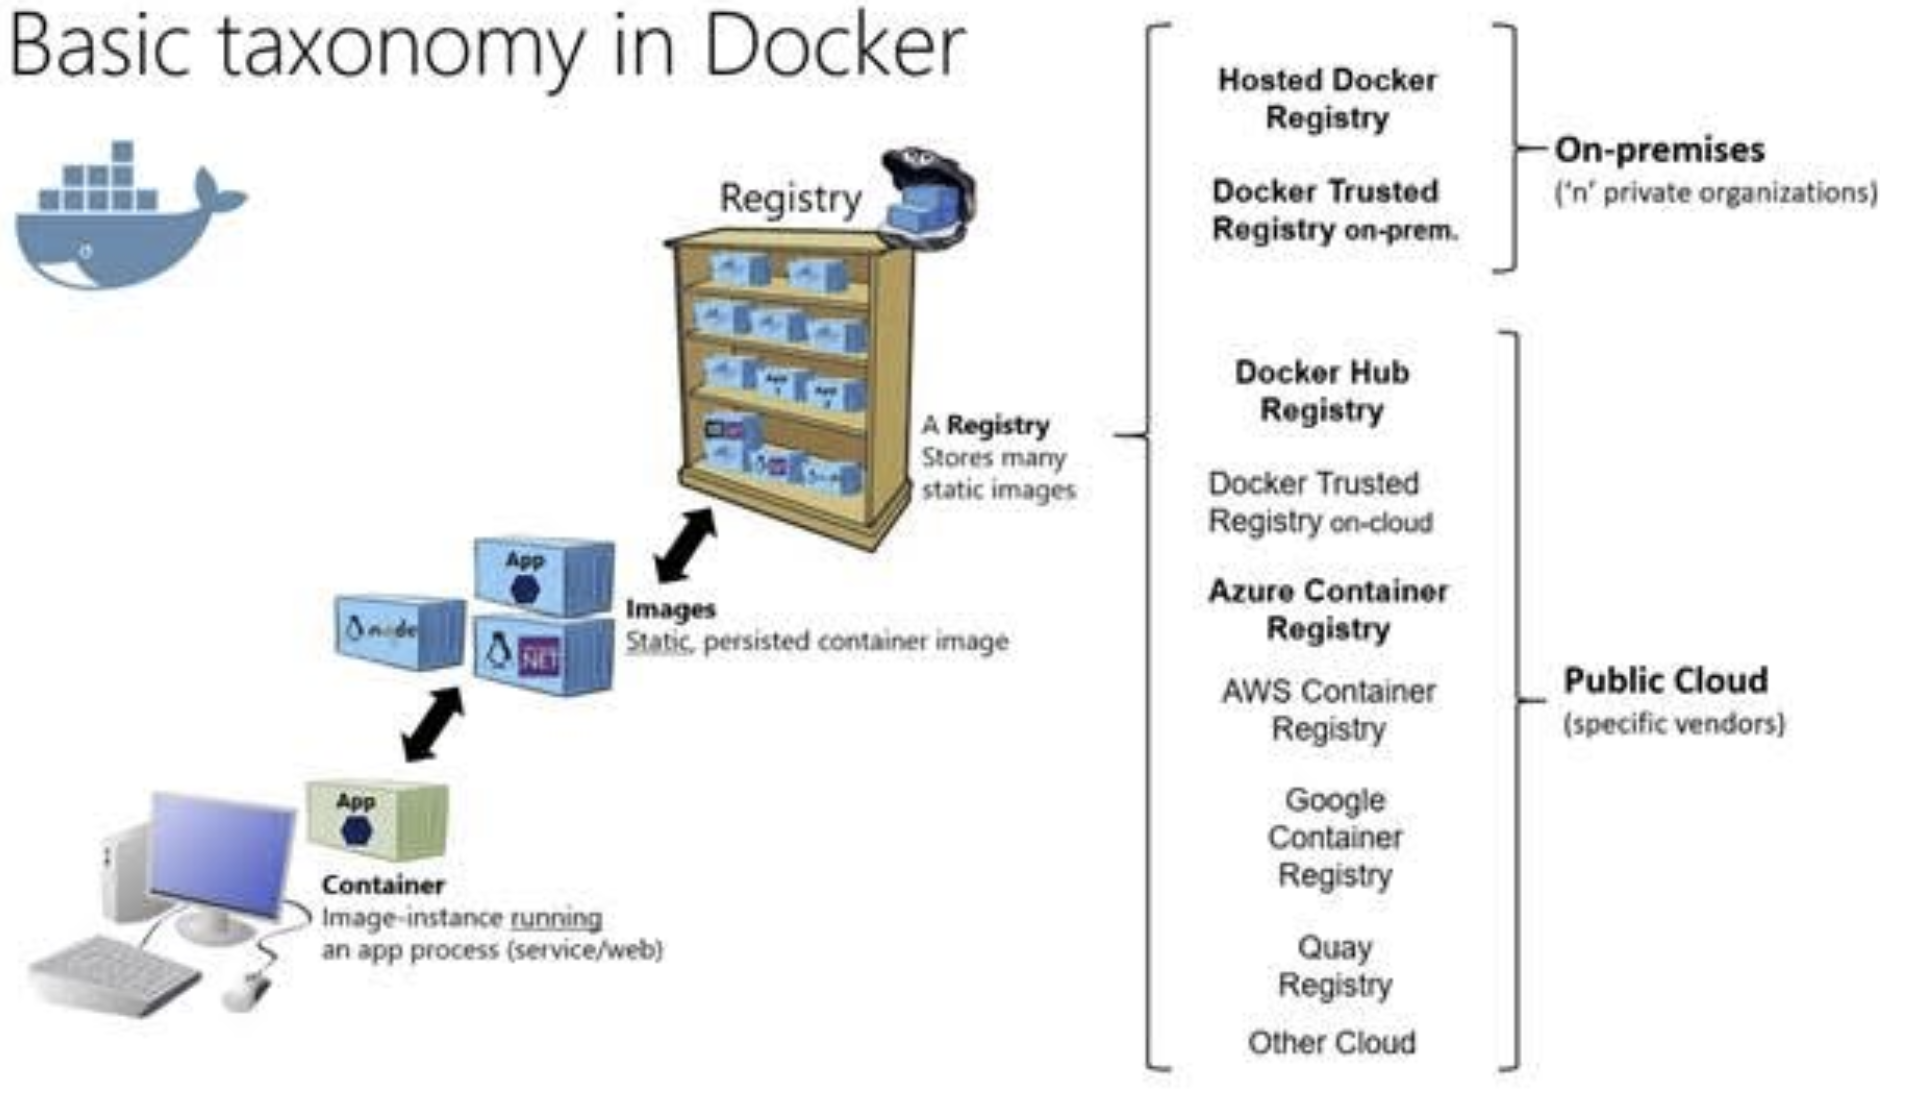 Basic taxonomy in Docker
Registry
A Registry
Stores many
static images
App
node
NET
Images
Static, persisted container image
App
Container
Image-instance running
an app process (service/web)
Hosted Docker
Registry
Docker Trusted
Registry on-prem.
On-premises
('n' private organizations)
Docker Hub
Registry
Docker Trusted
Registry on-cloud
Azure Container
Registry
AWS Container
Registry
Google
Container
Registry
Quay
Registry
Other Cloud
Public Cloud
(specific vendors)